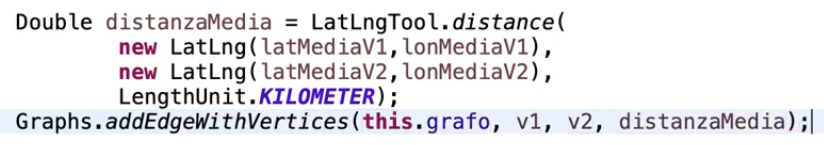 Double distanzaMedia = LatLngTool.distance(
new LatLng(latMediaV1,lonMediaV1),
new LatLng(latMediaV2,lonMediaV2),
LengthUnit.KILOMETER);
Graphs.addEdgeWithVertices(this.grafo, v1, v2, distanzaMedia);